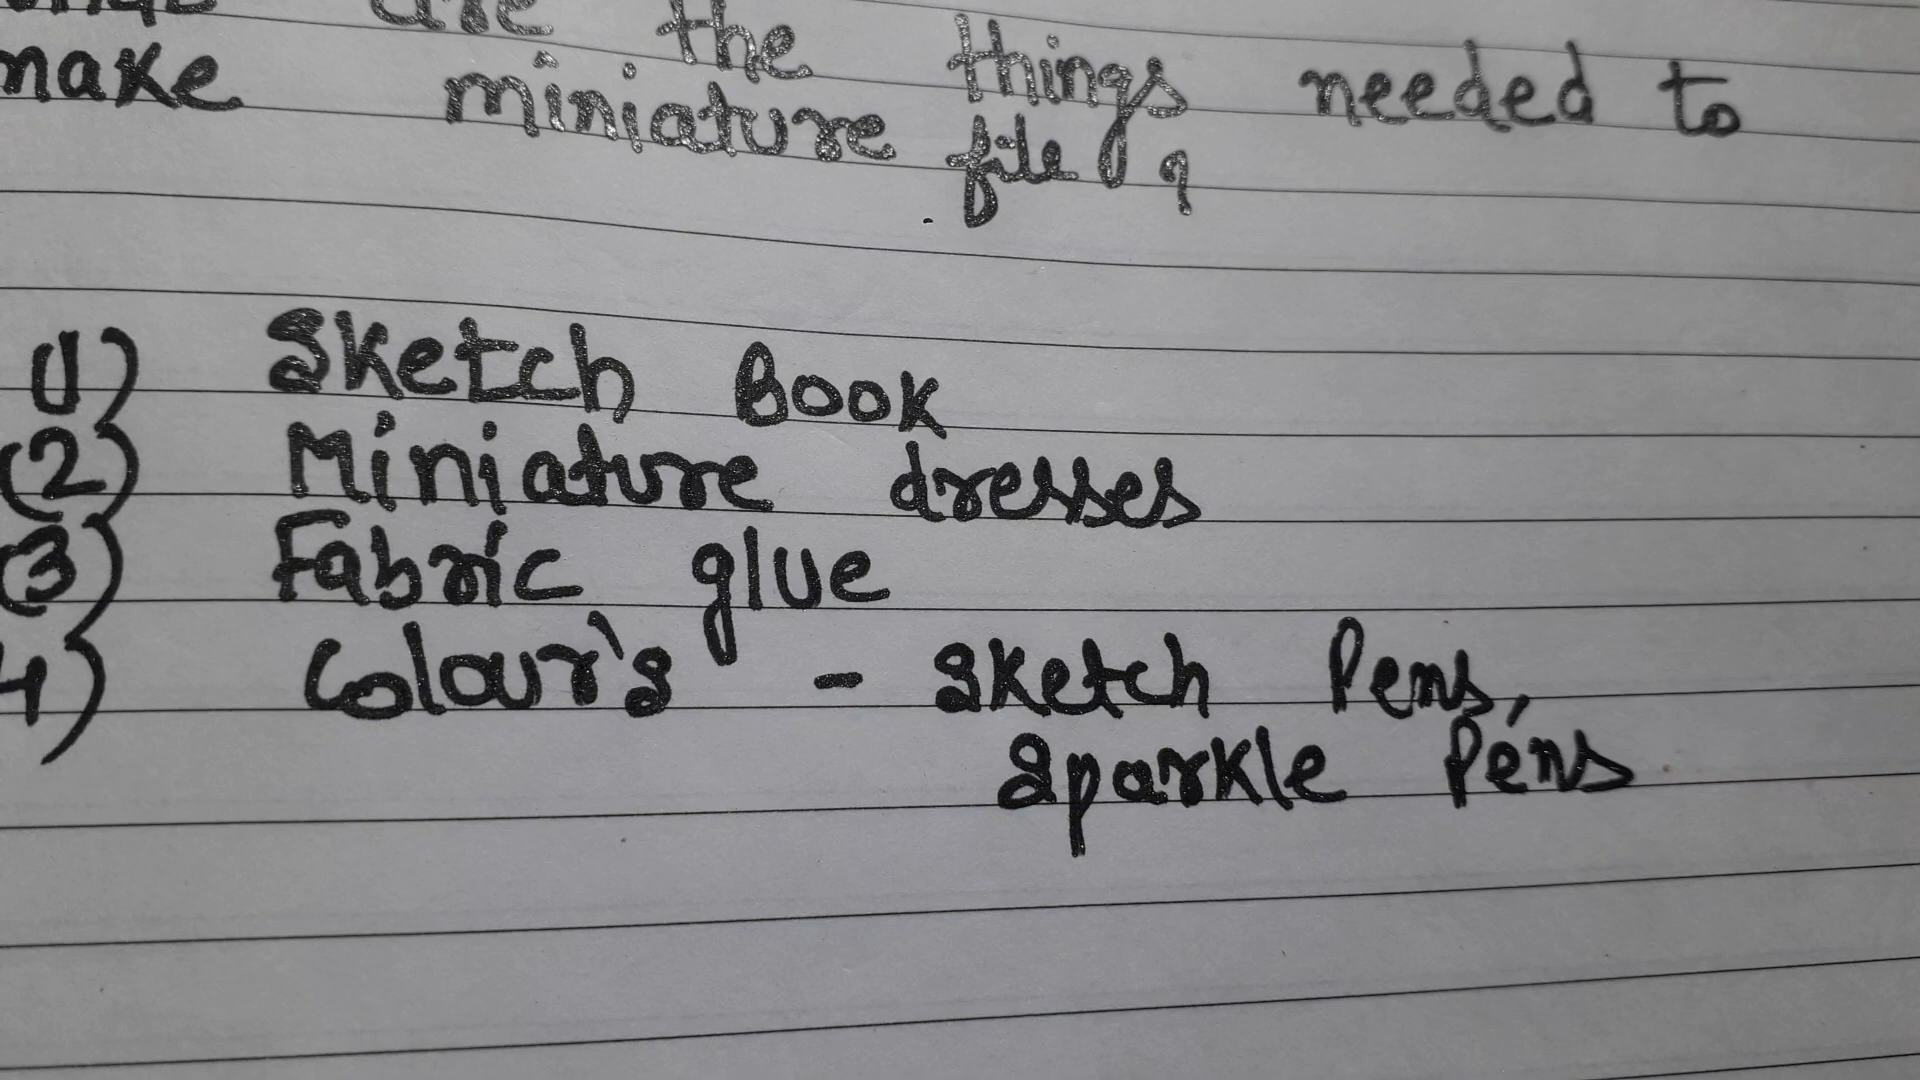 are the things needed to
make miniature file ?
(1) Sketch Book
(2) Miniature dresses
(3) Fabric glue
4) Colour's - Sketch Pens,
Sparkle Pens